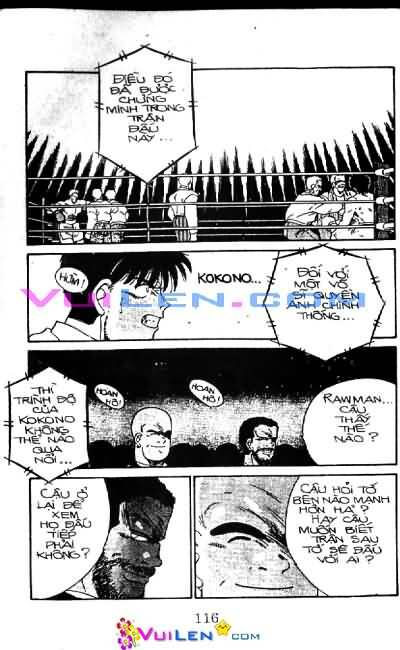 ĐIỀU ĐÓ
ĐÃ ĐƯỢC
CHỨNG
MINH TRONG
TRẬN
ĐẤU
NÀY...
HỪM!
KOKONO...
ĐỐI VỚI
MỘT VÕ
SĨ QUYỀN
ANH CHÍNH
THỐNG...
VUILEN.COM
THÌ
TRÌNH ĐỘ
CỦA
KOKONO
KHÔNG
THỂ NÀO
QUA
NỔI...
HOAN
HÔ!
HOAN
HÔ!
RAWMAN...
CẬU
THẤY
THẾ
NÀO?
CẬU Ở
LẠI ĐỂ
XEM
HỌ ĐẤU
TIẾP
PHẢI
KHÔNG?
CẬU HỎI TỚ
BÊN NÀO MẠNH
HƠN HẢ?
HAY CẬU
MUỐN BIẾT
TRẬN SAU
TỚ SẼ ĐẤU
VỚI AI?
116
VUILEN.COM